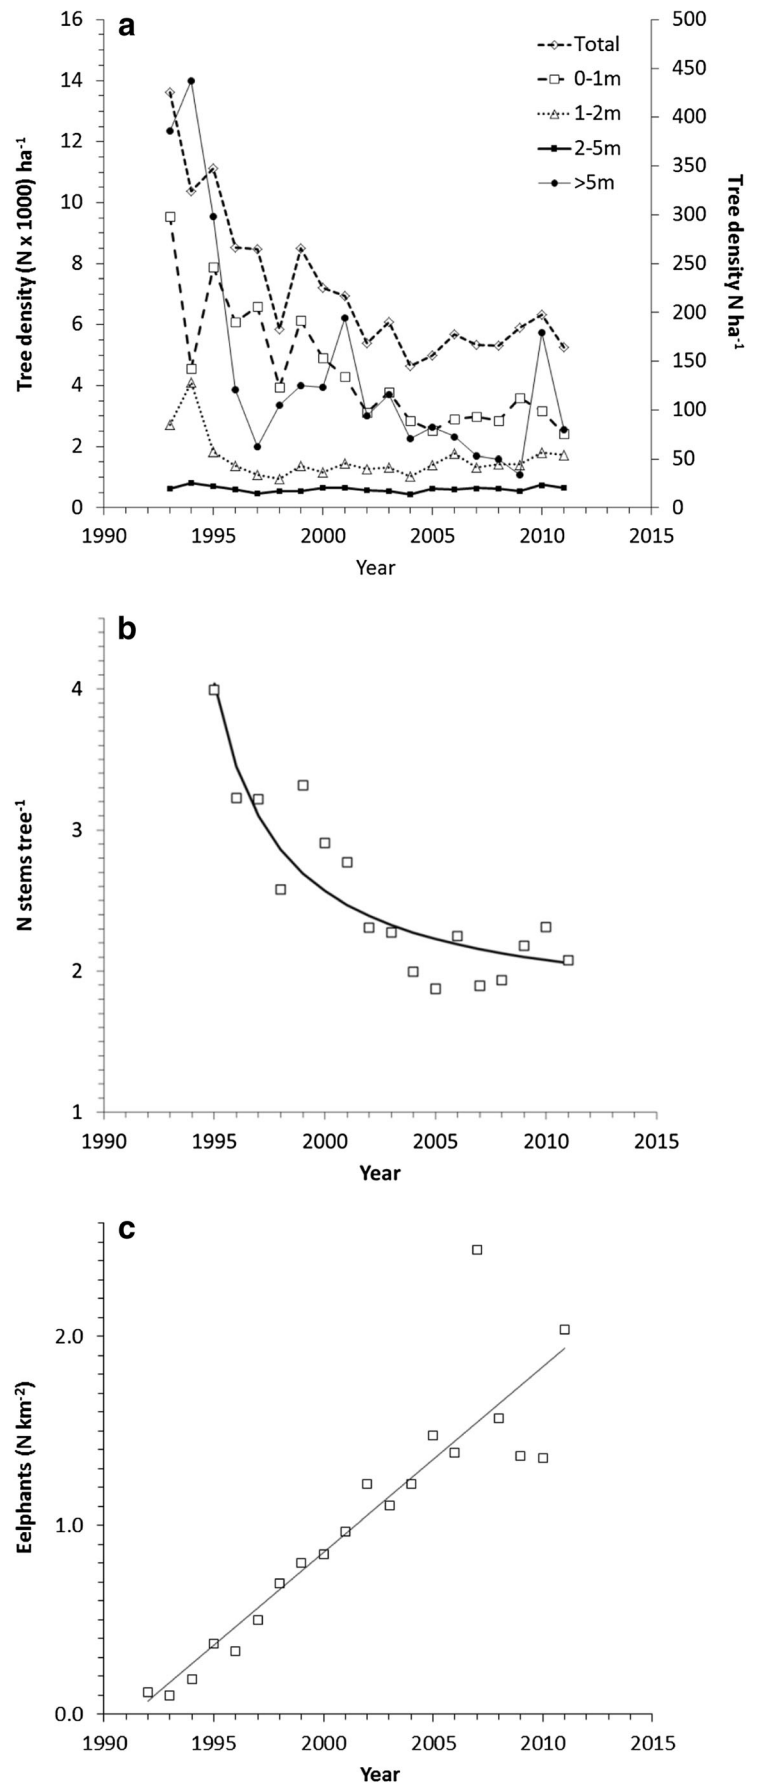 a
16
14
12
10
8
6
4
2
0
Tree density (N x 1000) ha-1
500
450
400
350
300
250
200
150
100
50
0
Tree density N ha-1
Total
0-1m
1-2m
2-5m
>5m
1990 1995 2000 2005 2010 2015
Year
b
4
3
2
1
N stems tree-1
1990 1995 2000 2005 2010 2015
Year
c
2.0
1.0
0.0
Eelphants (N km-2)
1990 1995 2000 2005 2010 2015
Year